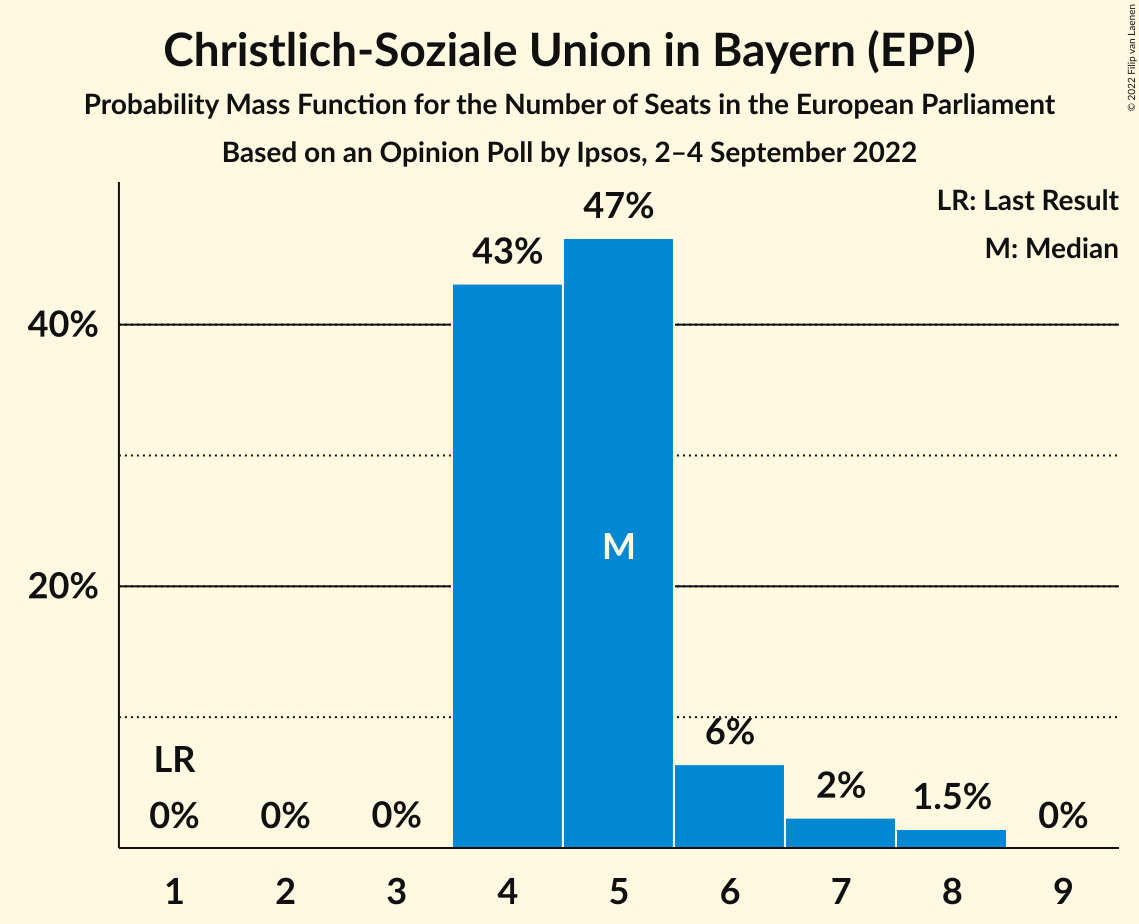 Christlich-Soziale Union in Bayern (EPP)
Probability Mass Function for the Number of Seats in the European Parliament
Based on an Opinion Poll by Ipsos, 2–4 September 2022
© 2022 Filip van Laenen
LR: Last Result
M: Median
47%
43%
40%
M
20%
6%
LR
2%
1.5%
0%
0%
0%
0%
1 2 3 4 5 6 7 8 9